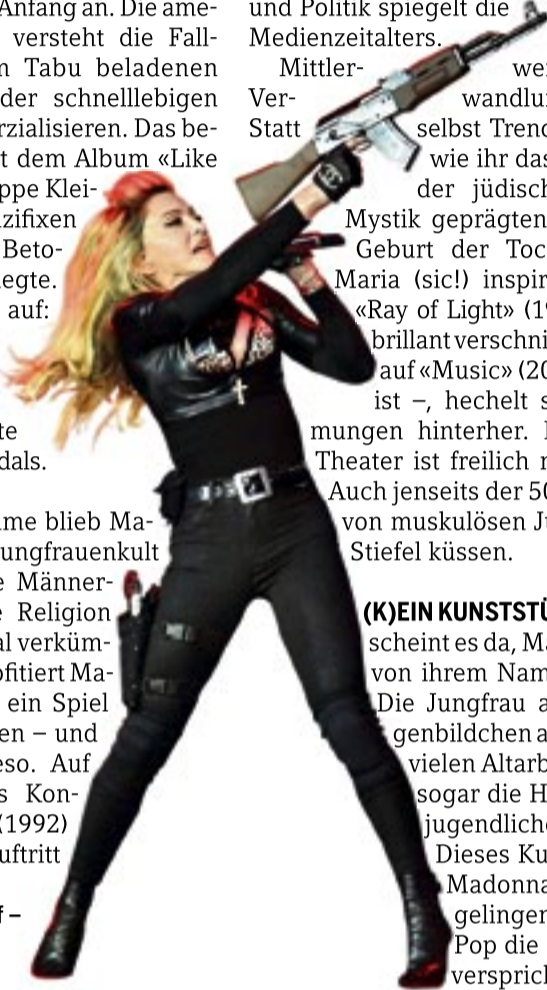 Anfang an. Die ame-
versteht die Fall-
m Tabu beladenen
der schnelllebigen
rzialisieren. Das be-
t dem Album «Like
ppe Klei-
zifixen
Beto-
egte.
auf:
te
dals.
me blieb Ma-
ungfrauenkult
e Männer-
e Religion
al verküm-
ofitiert Ma-
ein Spiel
en – und
eso. Auf
s Kon-
(1992)
uftritt
f –
und Politik spiegelt die
Medienzeitalters.
Mittler- we
Ver- wandlu
Statt selbst Trend
wie ihr das
der jüdisch
Mystik geprägten
Geburt der Toc
Maria (sic!) inspir
«Ray of Light» (19
brillant verschni
auf «Music» (20
ist –, hechelt s
mungen hinterher.
Theater ist freilich
Auch jenseits der 50
von muskulösen Ju
Stiefel küssen.
(K)EIN KUNSTSTÜ
scheint es da, Ma
von ihrem Nam
Die Jungfrau a
genbildchen a
vielen Altarb
sogar die H
jugendliche
Dieses Ku
Madonna
gelingen
Pop die
versprich